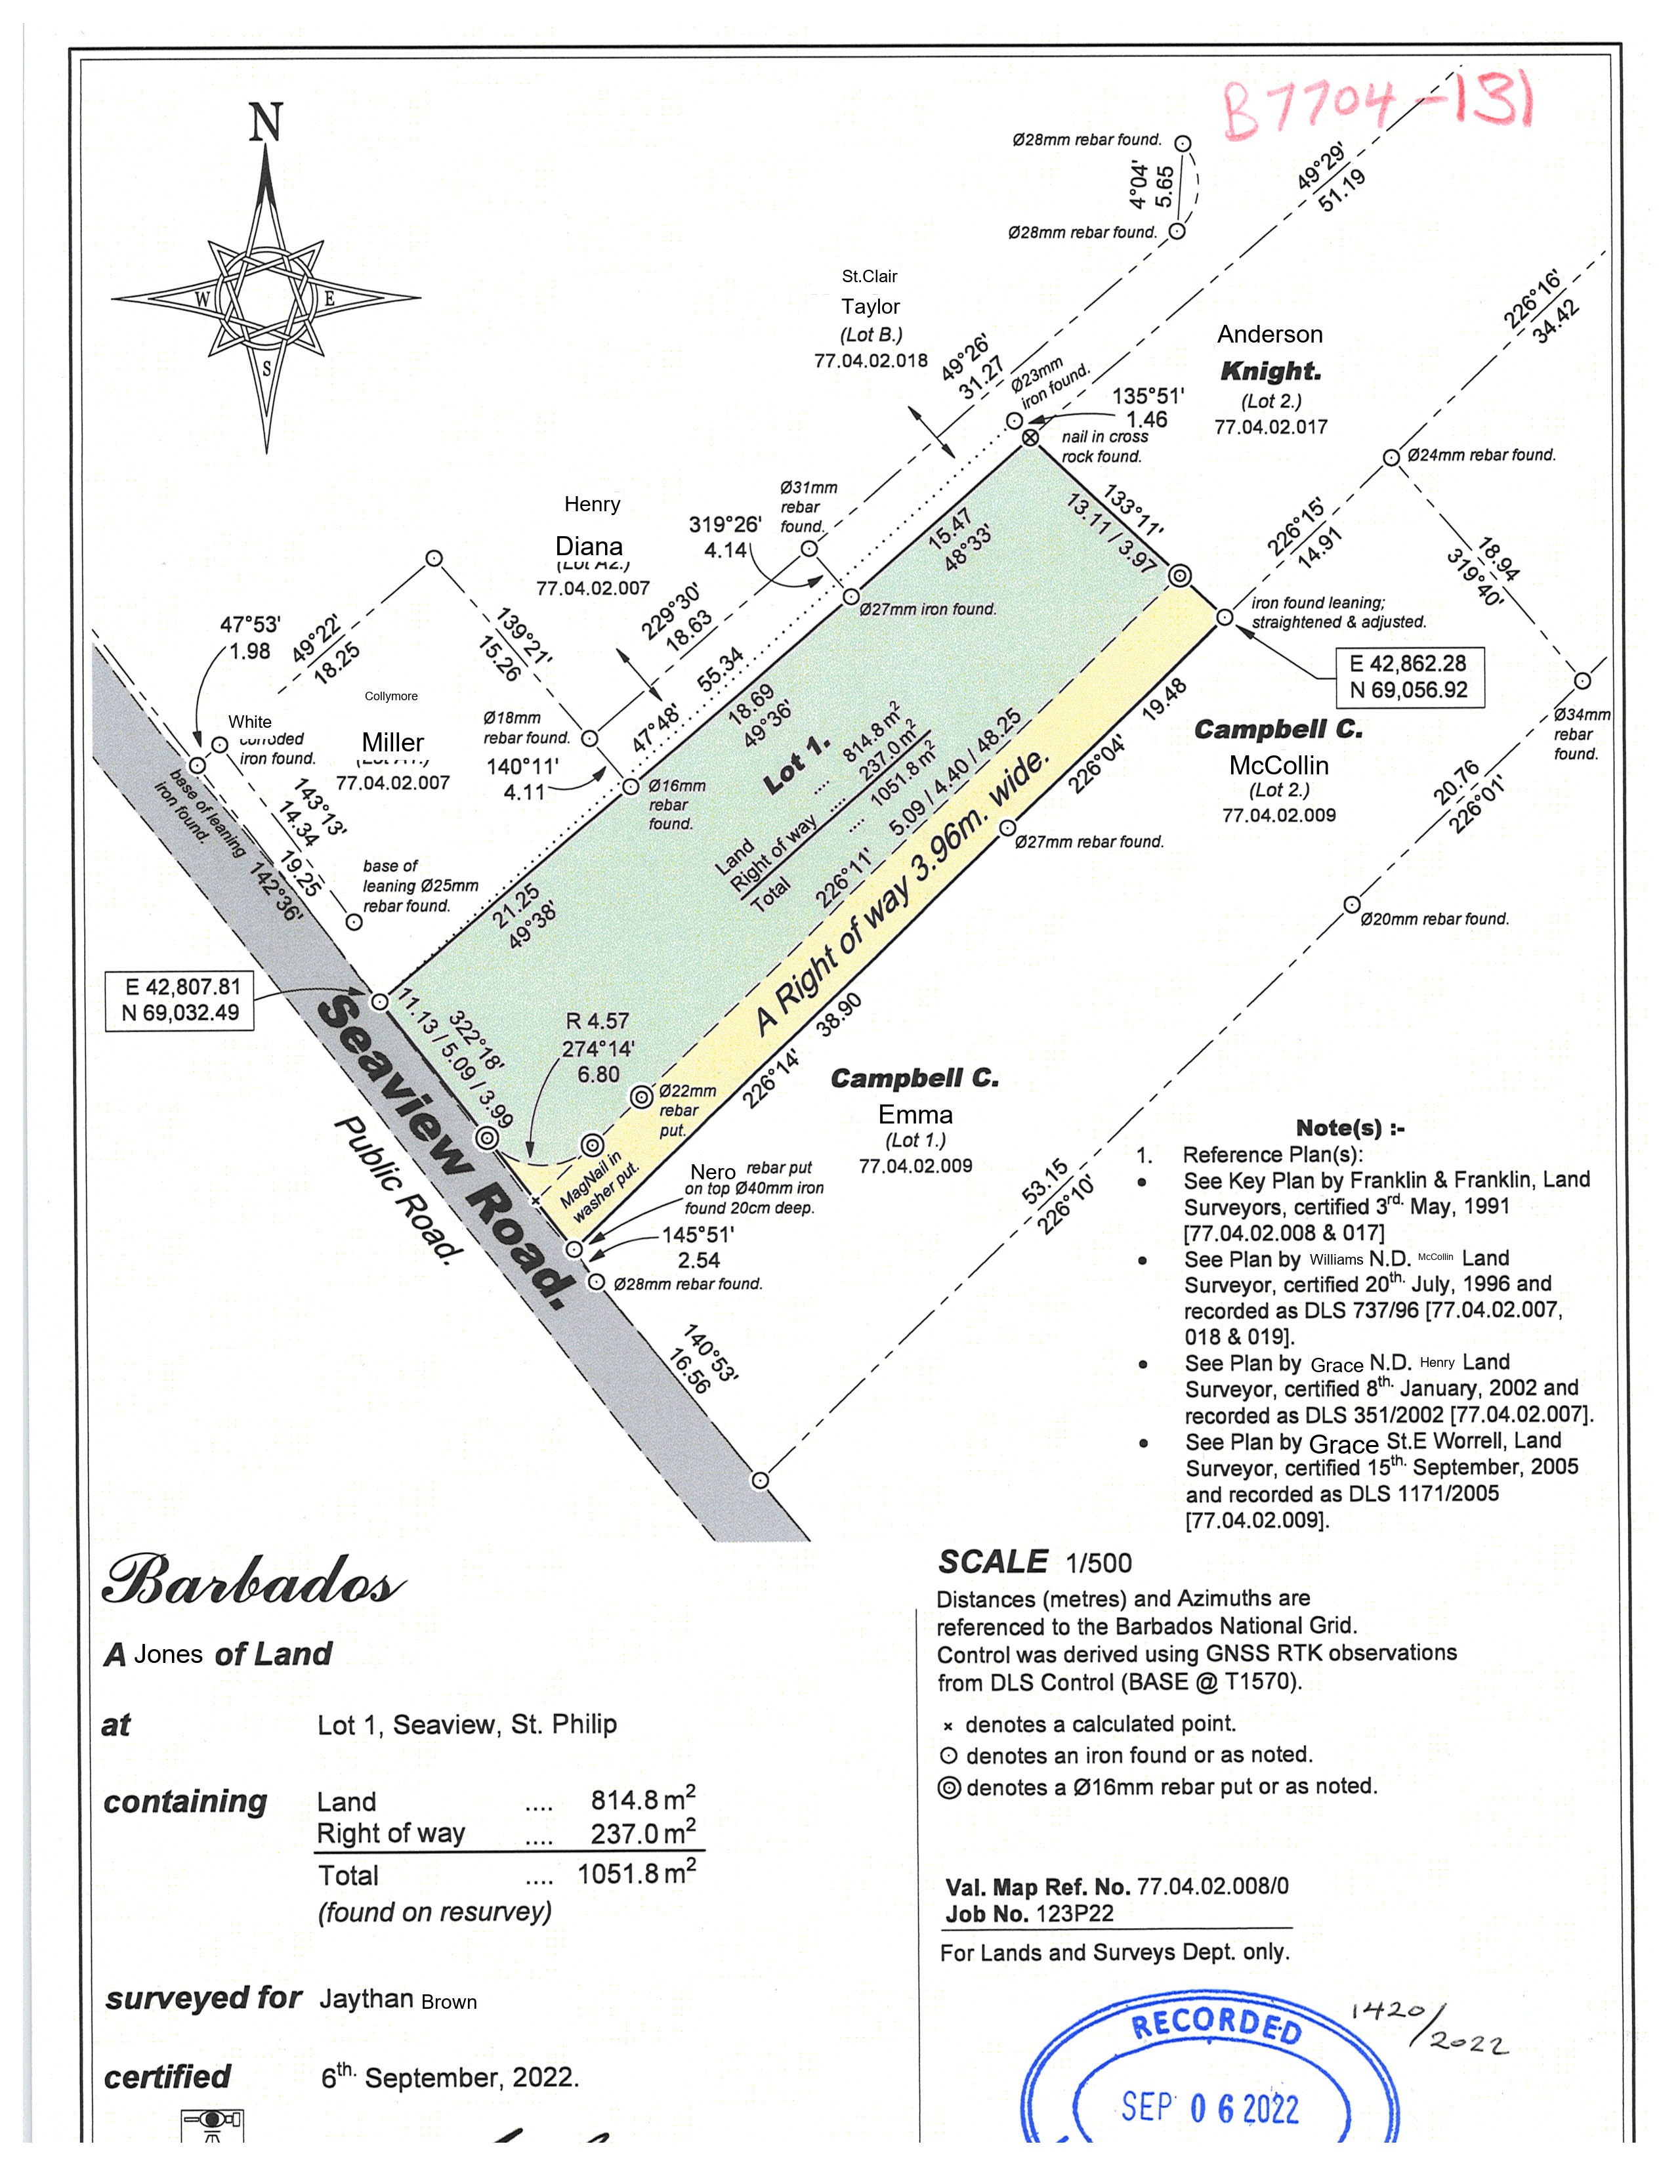 B7704-131
N
W
E
S
Ø28mm rebar found.
4°04'
5.65
Ø28mm rebar found.
49°29'
51.19
St.Clair
Taylor
(Lot B.)
77.04.02.018
49°26'
31.27
Ø23mm
iron found.
135°51'
1.46
nail in cross
rock found.
Anderson
Knight.
(Lot 2.)
77.04.02.017
226°16'
34.42
Ø24mm rebar found.
226°15'
14.91
18.94
319°40'
Henry
Diana
(Lot A2.)
77.04.02.007
Ø31mm
rebar
found.
319°26'
4.14
229°30'
18.63
15.47
48°33'
133°11'
13.11 / 3.97
Ø27mm iron found.
iron found leaning;
straightened & adjusted.
E 42,862.28
N 69,056.92
Ø34mm
rebar
found.
47°53'
1.98
49°22'
18.25
139°21'
15.26
Collymore
White
corroded
iron found.
Miller
77.04.02.007
Ø18mm
rebar found.
140°11'
4.11
47°48'
55.34
18.69
49°36'
Ø16mm
rebar
found.
Lot 1.
Land .... 814.8 m²
Right of way .... 237.0 m²
Total .... 1051.8 m²
226°11'
5.09 / 4.40 / 48.25
A Right of way 3.96m. wide.
19.48
226°04'
Campbell C.
McCollin
(Lot 2.)
77.04.02.009
20.76
226°01'
Ø27mm rebar found.
Ø20mm rebar found.
base of leaning
iron found.
143°13'
14.34
19.25
142°36'
base of
leaning Ø25mm
rebar found.
21.25
49°38'
E 42,807.81
N 69,032.49
322°18'
11.13 / 5.09 / 3.99
R 4.57
274°14'
6.80
Ø22mm
rebar
put.
MagNail in
washer put.
38.90
226°14'
Campbell C.
Emma
(Lot 1.)
77.04.02.009
Seaview Road.
Public Road.
Nero rebar put
on top Ø40mm iron
found 20cm deep.
145°51'
2.54
Ø28mm rebar found.
140°53'
16.56
53.15
226°10'
Note(s) :-
1. Reference Plan(s):
• See Key Plan by Franklin & Franklin, Land
Surveyors, certified 3rd. May, 1991
[77.04.02.008 & 017]
• See Plan by Williams N.D. McCollin Land
Surveyor, certified 20th. July, 1996 and
recorded as DLS 737/96 [77.04.02.007,
018 & 019].
• See Plan by Grace N.D. Henry Land
Surveyor, certified 8th. January, 2002 and
recorded as DLS 351/2002 [77.04.02.007].
• See Plan by Grace St.E Worrell, Land
Surveyor, certified 15th. September, 2005
and recorded as DLS 1171/2005
[77.04.02.009].
Barbados
A Jones of Land
at Lot 1, Seaview, St. Philip
containing Land .... 814.8 m²
Right of way .... 237.0 m²
Total .... 1051.8 m²
(found on resurvey)
surveyed for Jaythan Brown
certified 6th. September, 2022.
SCALE 1/500
Distances (metres) and Azimuths are
referenced to the Barbados National Grid.
Control was derived using GNSS RTK observations
from DLS Control (BASE @ T1570).
× denotes a calculated point.
⊙ denotes an iron found or as noted.
◎ denotes a Ø16mm rebar put or as noted.
Val. Map Ref. No. 77.04.02.008/0
Job No. 123P22
For Lands and Surveys Dept. only.
RECORDED
SEP 06 2022
1420/2022